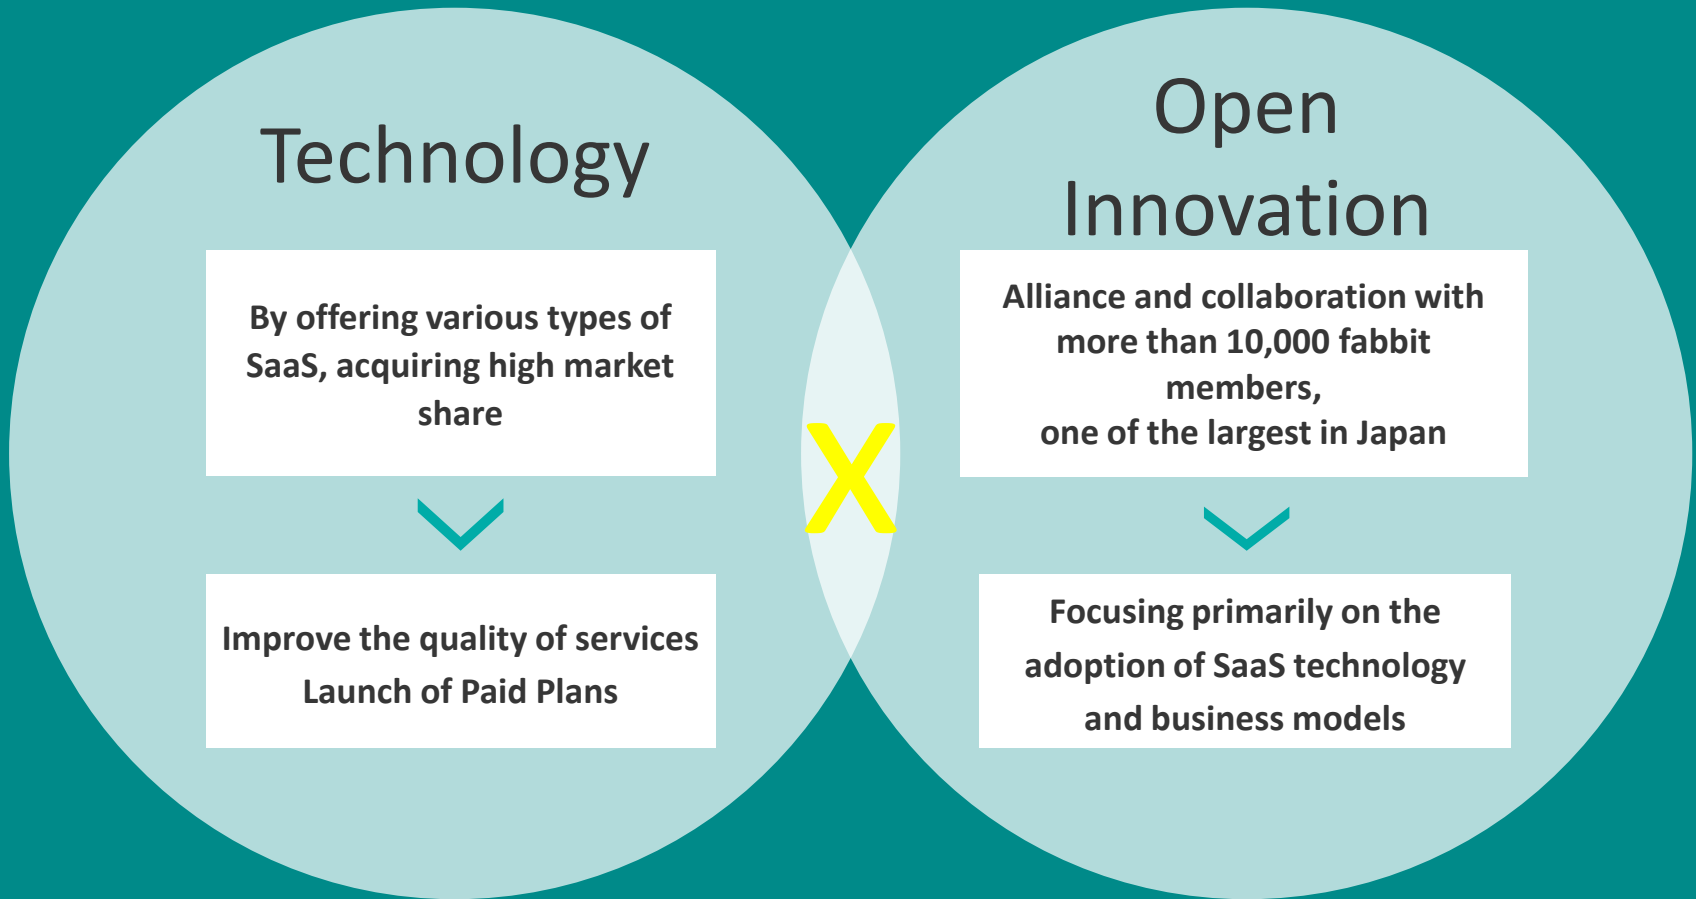 Technology
By offering various types of
SaaS, acquiring high market
share
Improve the quality of services
Launch of Paid Plans
X
Open
Innovation
Alliance and collaboration with
more than 10,000 fabbit
members,
one of the largest in Japan
Focusing primarily on the
adoption of SaaS technology
and business models